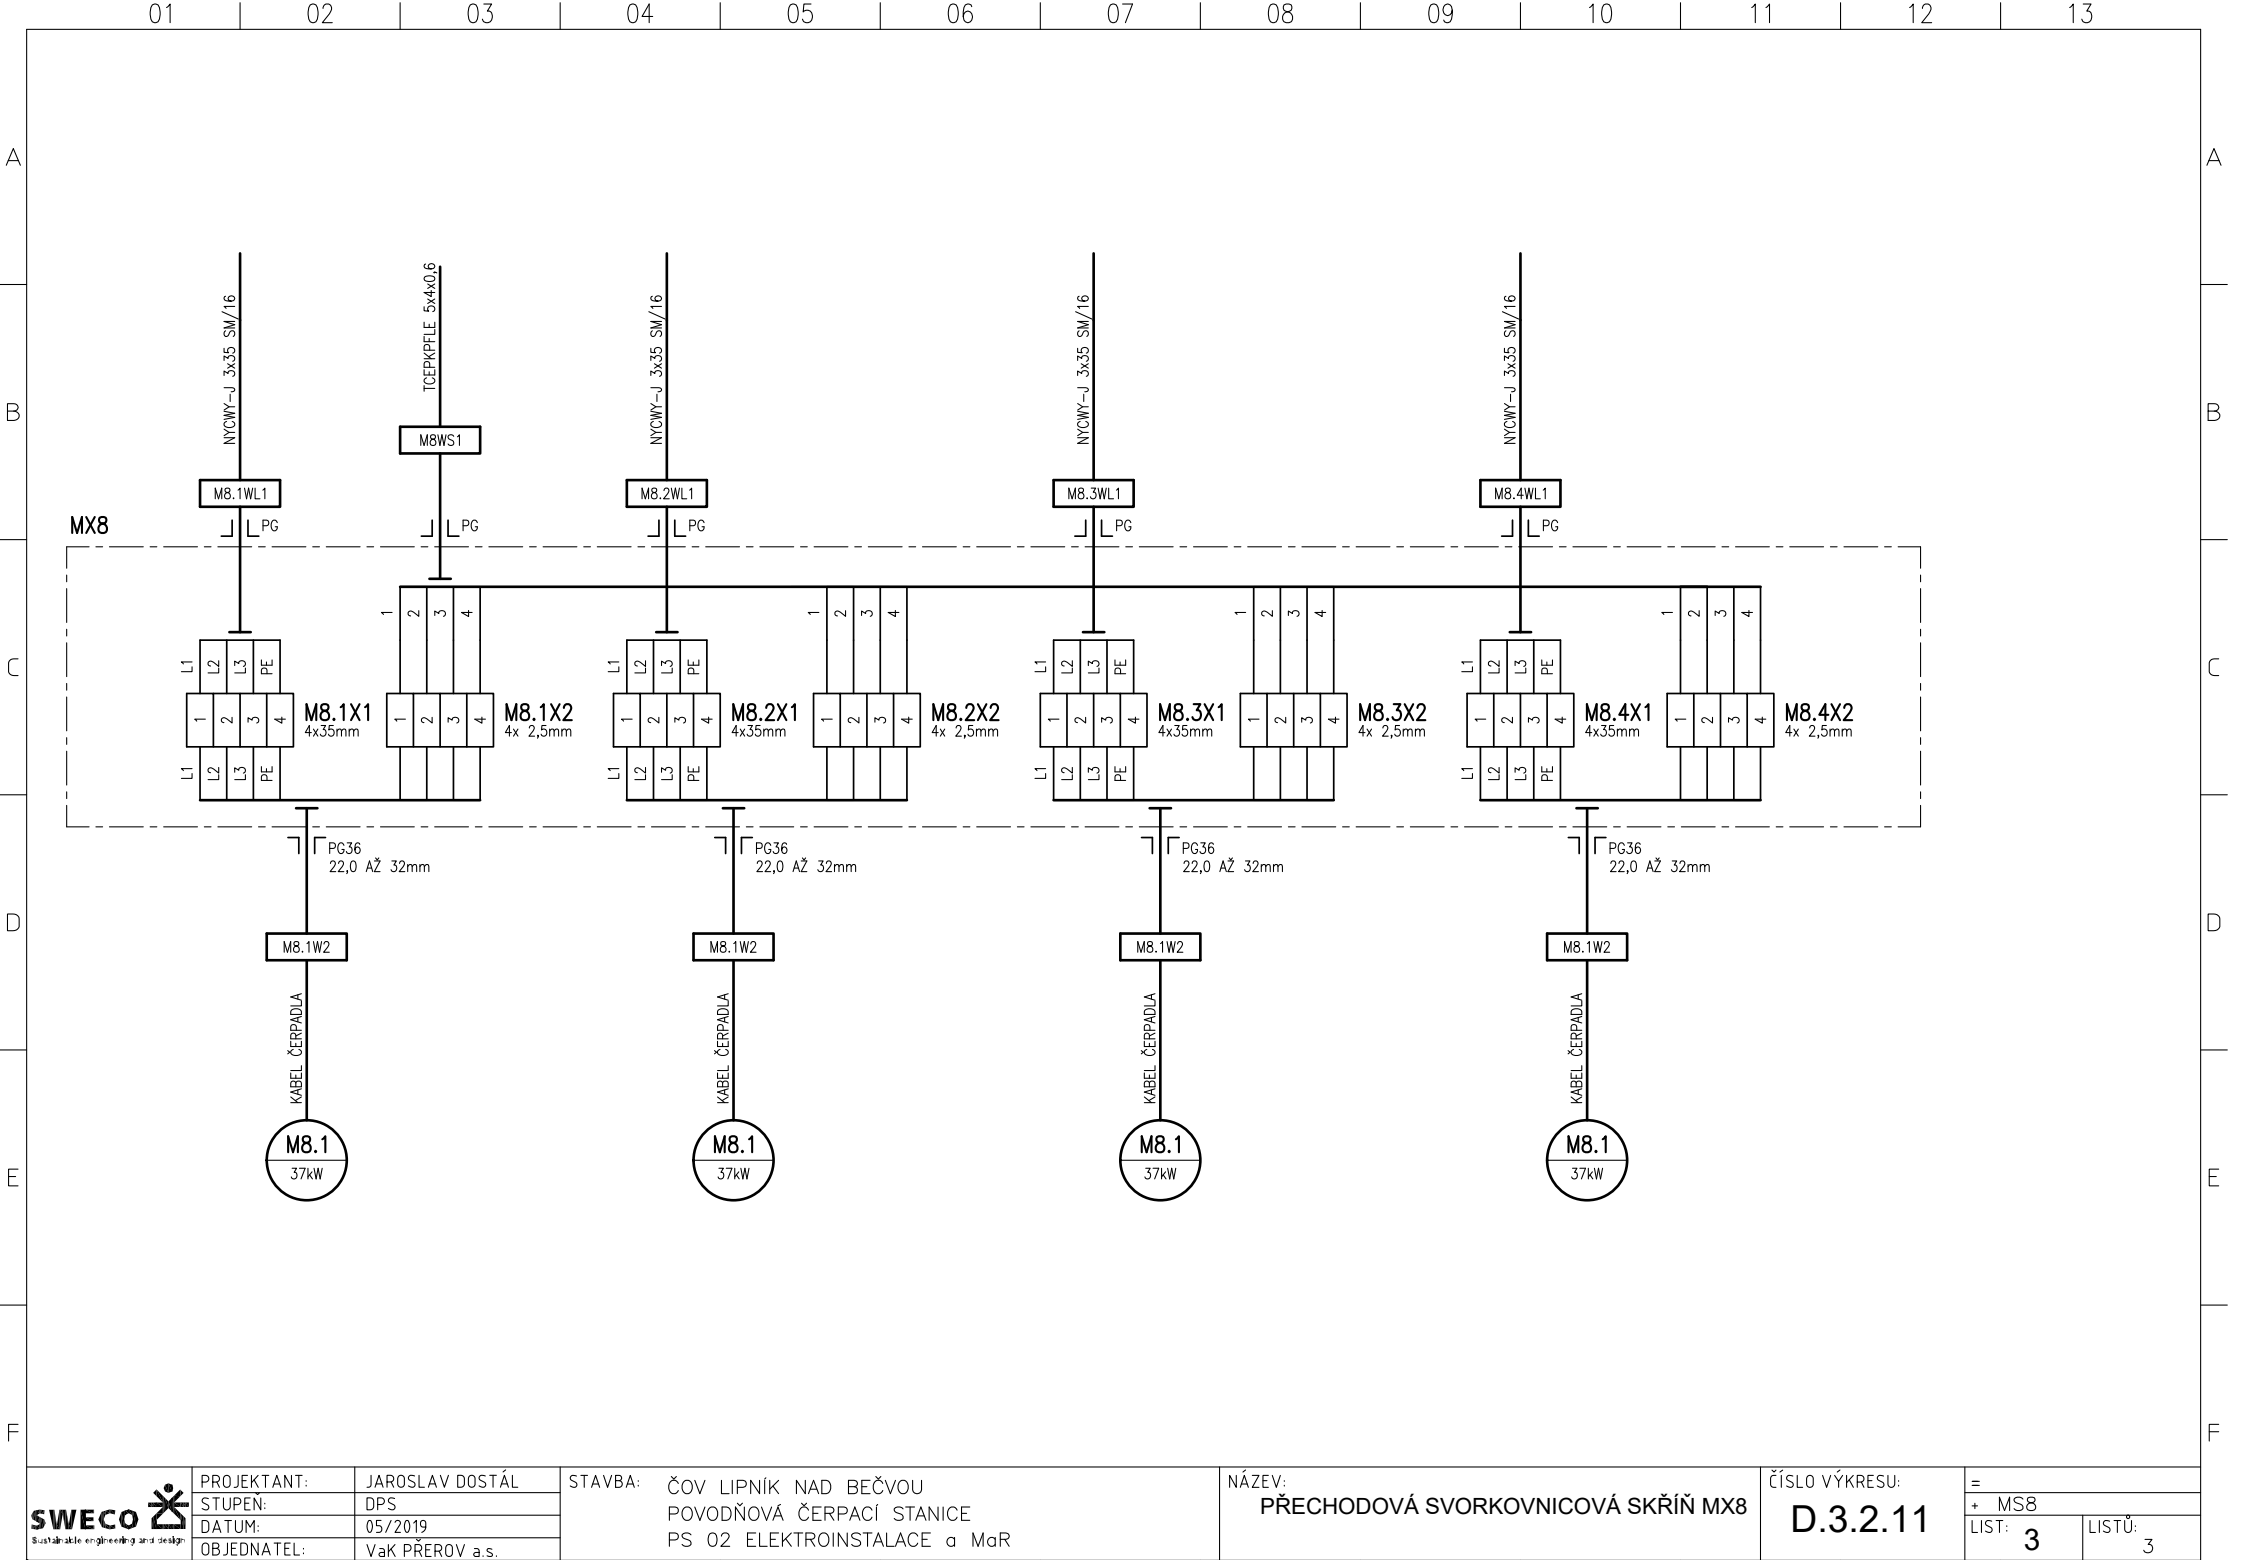 01 02 03 04 05 06 07 08 09 10 11 12 13
A A
NYCWY-J 3x35 SM/16
TCEPKPFLE 5x4x0,6
NYCWY-J 3x35 SM/16
NYCWY-J 3x35 SM/16
NYCWY-J 3x35 SM/16
B B
M8WS1
M8.1WL1 M8.2WL1 M8.3WL1 M8.4WL1
MX8
PG PG PG PG PG
1 2 3 4 1 2 3 4 1 2 3 4 1 2 3 4
C C
L1 L2 L3 PE L1 L2 L3 PE L1 L2 L3 PE L1 L2 L3 PE
1 2 3 4 M8.1X1 1 2 3 4 M8.1X2 1 2 3 4 M8.2X1 1 2 3 4 M8.2X2 1 2 3 4 M8.3X1 1 2 3 4 M8.3X2 1 2 3 4 M8.4X1 1 2 3 4 M8.4X2
4x35mm 4x 2,5mm 4x35mm 4x 2,5mm 4x35mm 4x 2,5mm 4x35mm 4x 2,5mm
L1 L2 L3 PE L1 L2 L3 PE L1 L2 L3 PE L1 L2 L3 PE
PG36 PG36 PG36 PG36
22,0 AŽ 32mm 22,0 AŽ 32mm 22,0 AŽ 32mm 22,0 AŽ 32mm
D D
M8.1W2 M8.1W2 M8.1W2 M8.1W2
KABEL ČERPADLA
KABEL ČERPADLA
KABEL ČERPADLA
KABEL ČERPADLA
M8.1 M8.1 M8.1 M8.1
37kW 37kW 37kW 37kW
E E
F F
SWECO
Sustainable engineering and design
PROJEKTANT: JAROSLAV DOSTÁL
STUPEŇ: DPS
DATUM: 05/2019
OBJEDNATEL: VaK PŘEROV a.s.
STAVBA: ČOV LIPNÍK NAD BEČVOU
POVODŇOVÁ ČERPACÍ STANICE
PS 02 ELEKTROINSTALACE a MaR
NÁZEV:
PŘECHODOVÁ SVORKOVNICOVÁ SKŘÍŇ MX8
ČÍSLO VÝKRESU:
D.3.2.11
=
+ MS8
LIST: 3
LISTŮ: 3